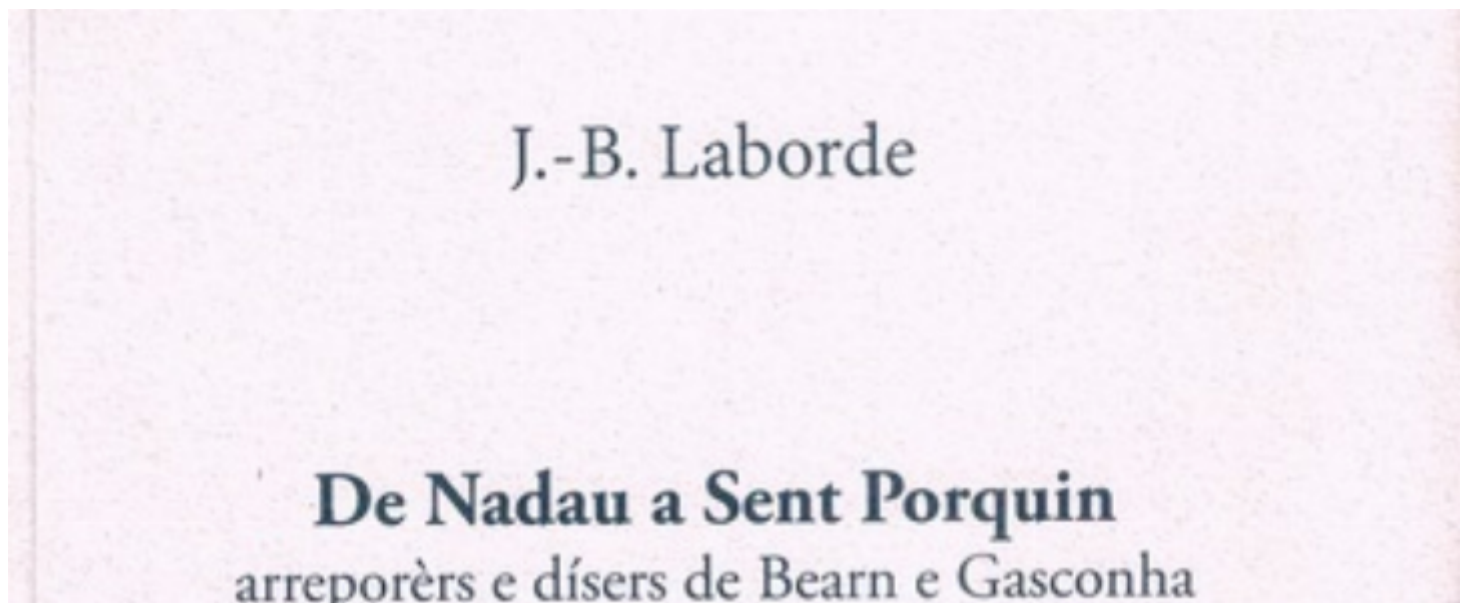 J.-B. Laborde
De Nadau a Sent Porquin
arreporèrs e dísers de Bearn e Gasconha